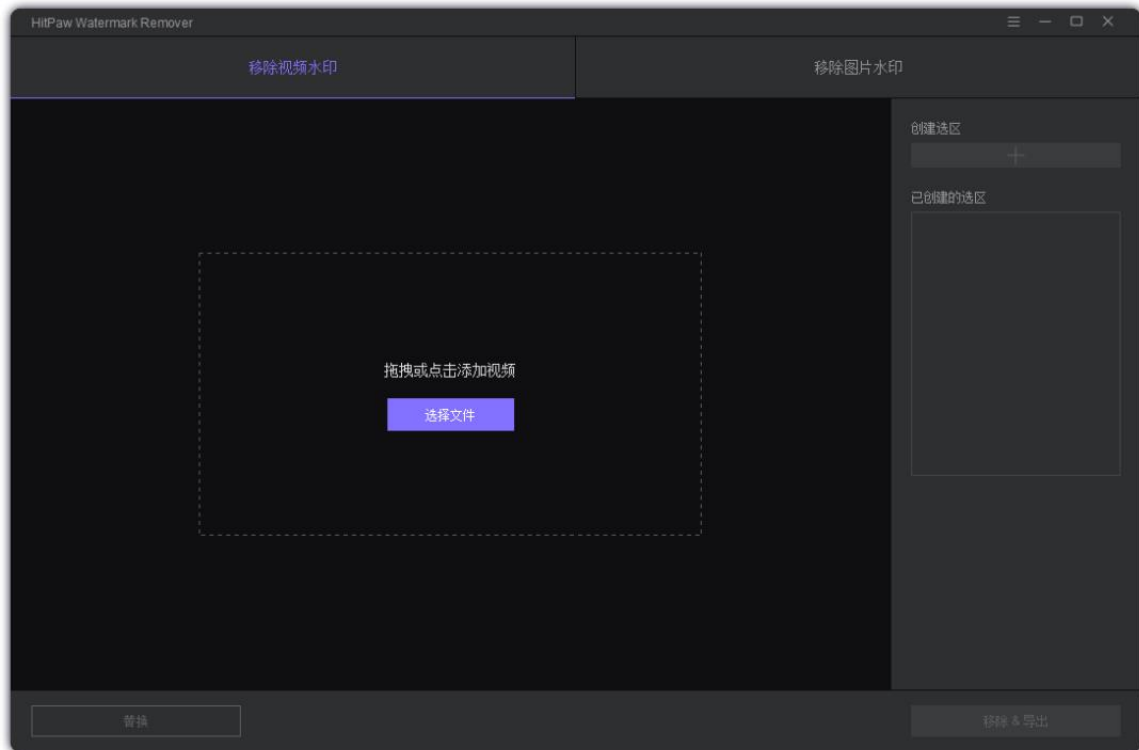 HitPaw Watermark Remover
移除视频水印
移除图片水印
创建选区
已创建的选区
拖拽或点击添加视频
选择文件
替换
移除 & 导出